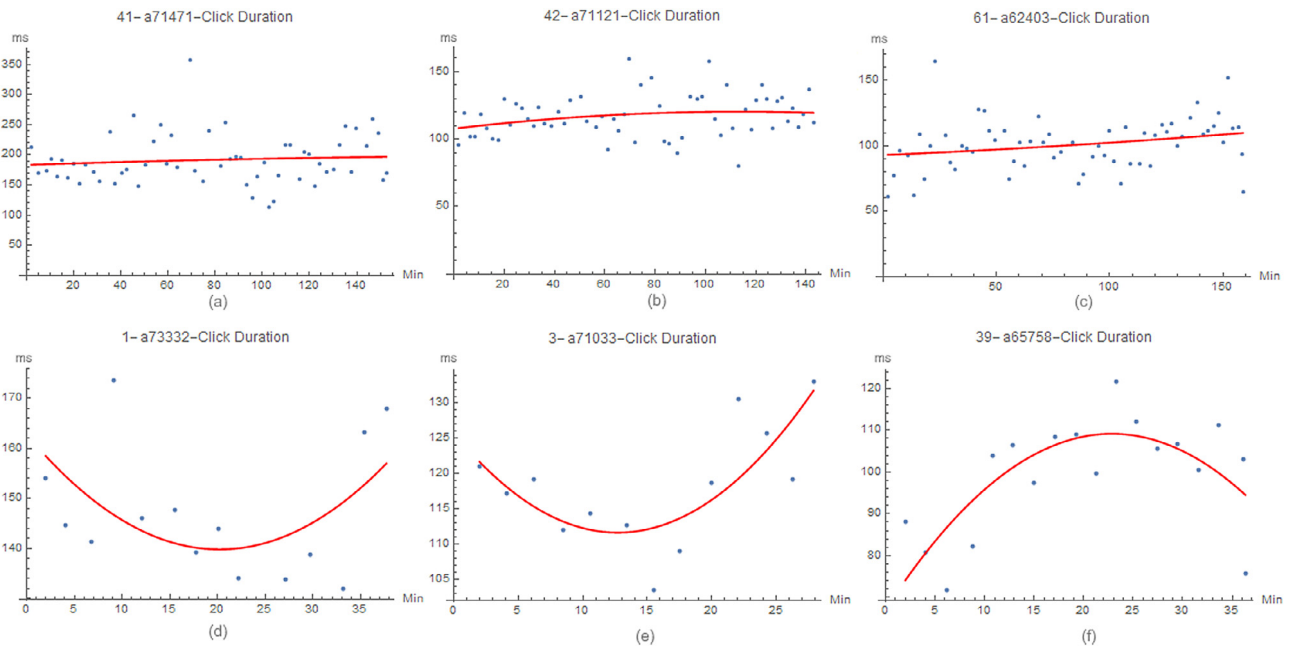 41– a71471–Click Duration
ms
350
300
250
200
150
100
50
20 40 60 80 100 120 140
Min
(a)
42– a71121–Click Duration
ms
150
100
50
20 40 60 80 100 120 140
Min
(b)
61– a62403–Click Duration
ms
150
100
50
50 100 150
Min
(c)
1– a73332–Click Duration
ms
170
160
150
140
0 5 10 15 20 25 30 35
Min
(d)
3– a71033–Click Duration
ms
130
125
120
115
110
105
0 5 10 15 20 25
Min
(e)
39– a65758–Click Duration
ms
120
110
100
90
80
0 5 10 15 20 25 30 35
Min
(f)